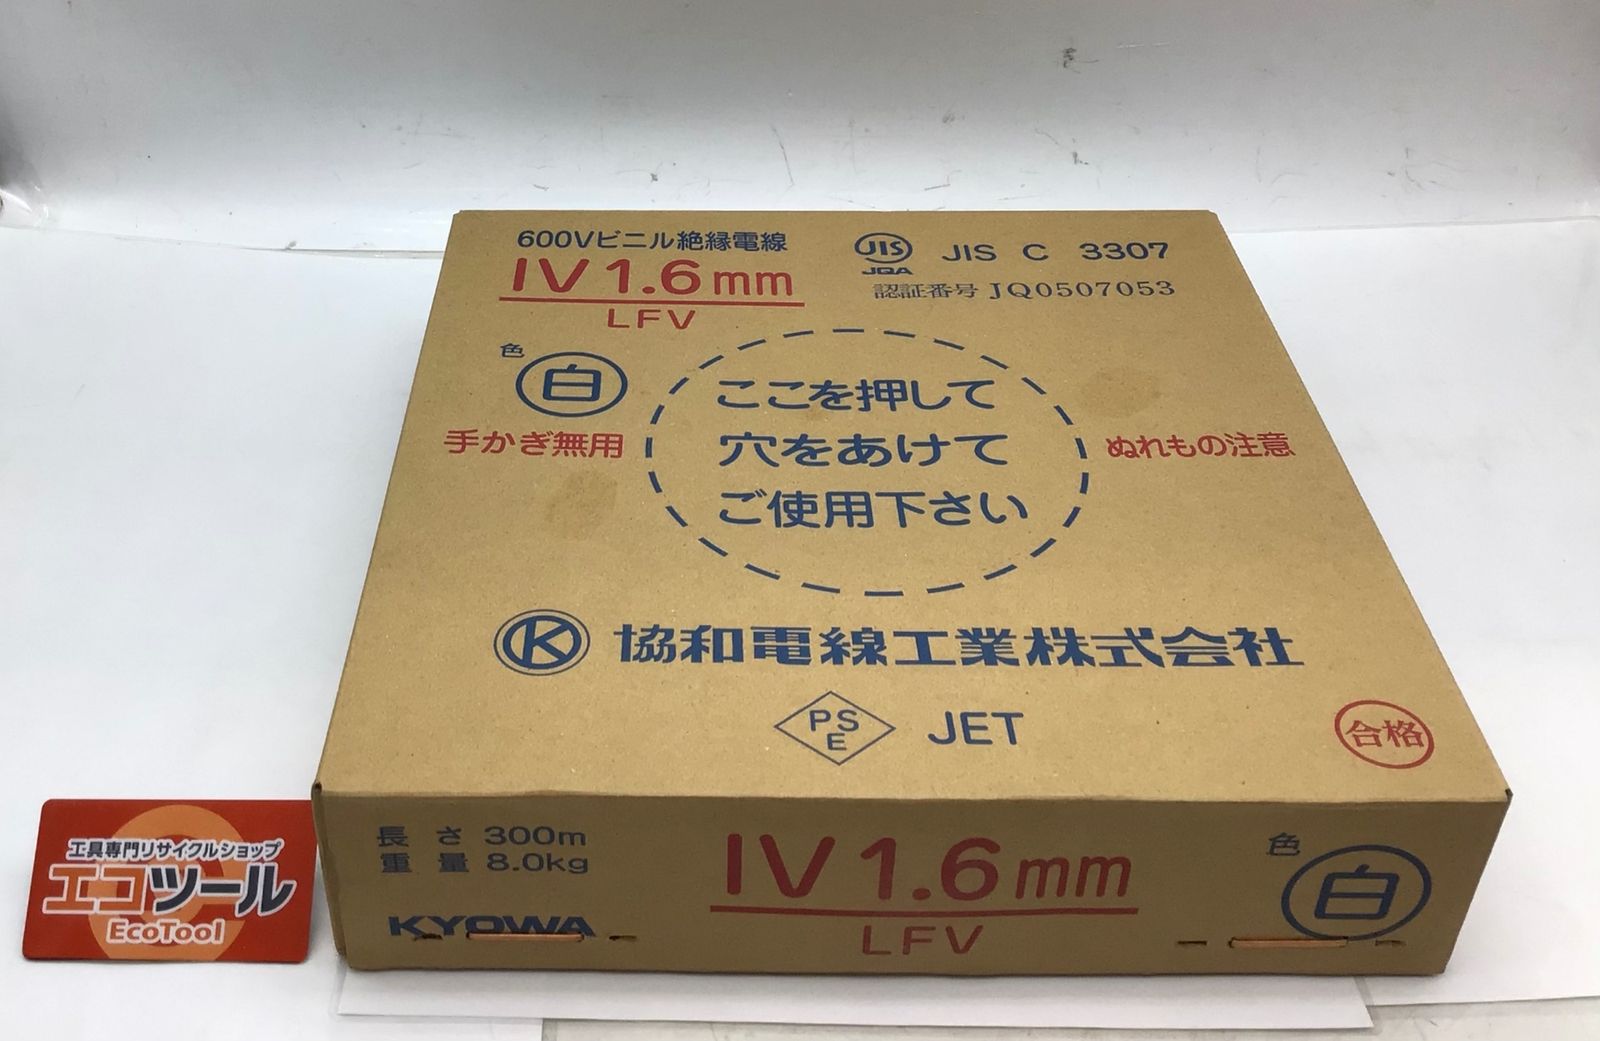 600Vビニル絶縁電線
IV1.6mm
LFV
JIS
JQA
JIS C 3307
認証番号 JQ0507053
色
白
手かぎ無用
ここを押して
穴をあけて
ご使用下さい
ぬれもの注意
K 協和電線工業株式会社
PS
E
JET
合格
長さ 300m
重量 8.0kg
KYOWA
IV1.6mm
LFV
色
白
工具専門リサイクルショップ
エコツール
EcoTool